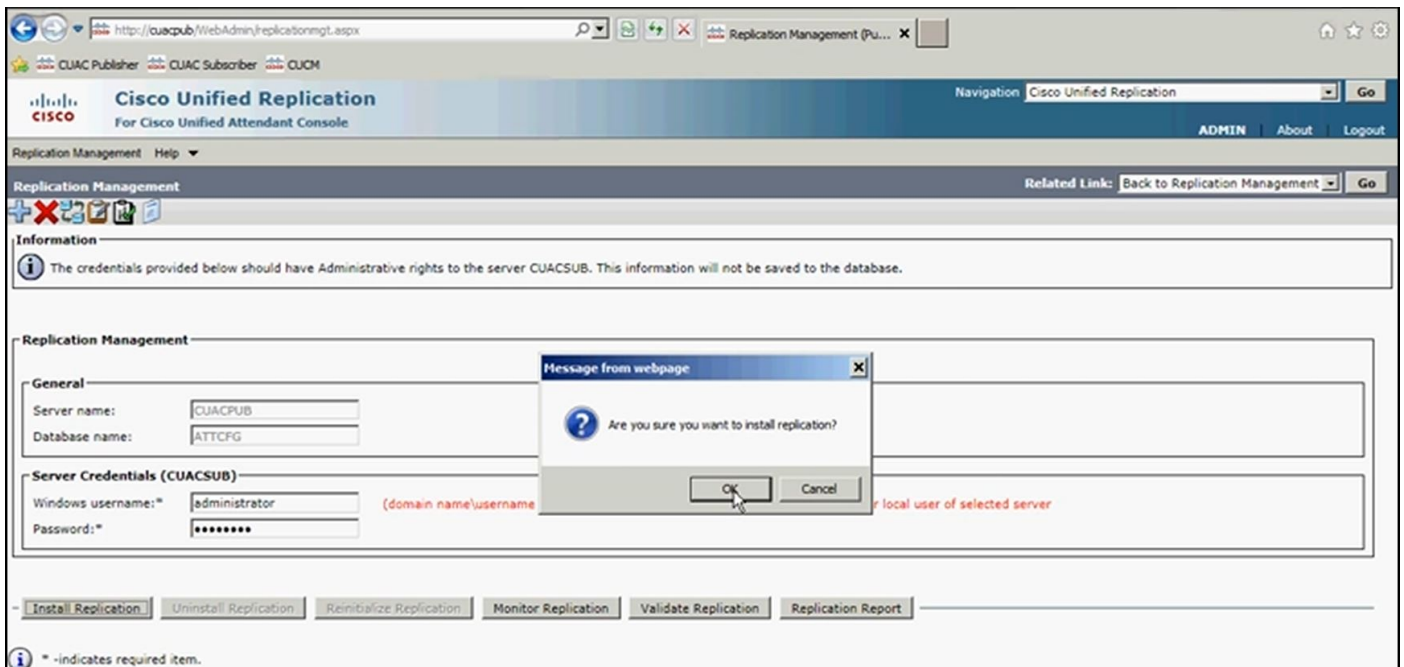 http://cuacpub/WebAdmin/replicationmgt.aspx
Replication Management (Pu...
CUAC Publisher CUAC Subscriber CUCM
CISCO
Cisco Unified Replication
For Cisco Unified Attendant Console
Navigation Cisco Unified Replication Go
ADMIN About Logout
Replication Management Help
Replication Management
Related Link: Back to Replication Management Go
Information
The credentials provided below should have Administrative rights to the server CUACSUB. This information will not be saved to the database.
Replication Management
General
Server name: CUACPUB
Database name: ATTCFG
Message from webpage
Are you sure you want to install replication?
OK Cancel
Server Credentials (CUACSUB)
Windows username:* administrator (domain name\username
local user of selected server
Password:* ••••••••
Install Replication Uninstall Replication Reinitialize Replication Monitor Replication Validate Replication Replication Report
* -indicates required item.